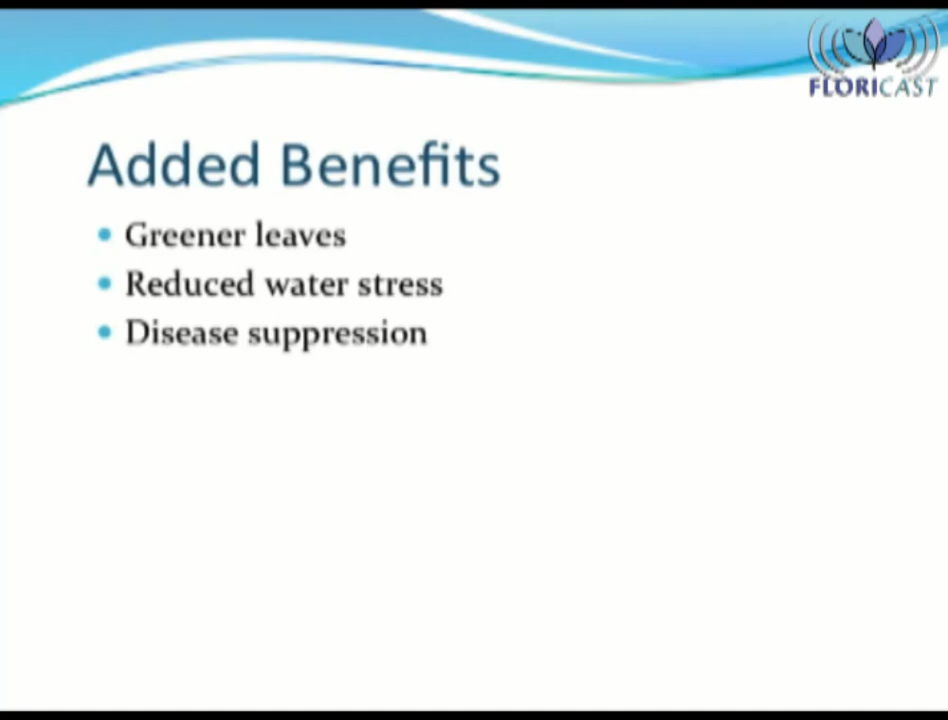 FLORICAST
Added Benefits
• Greener leaves
• Reduced water stress
• Disease suppression